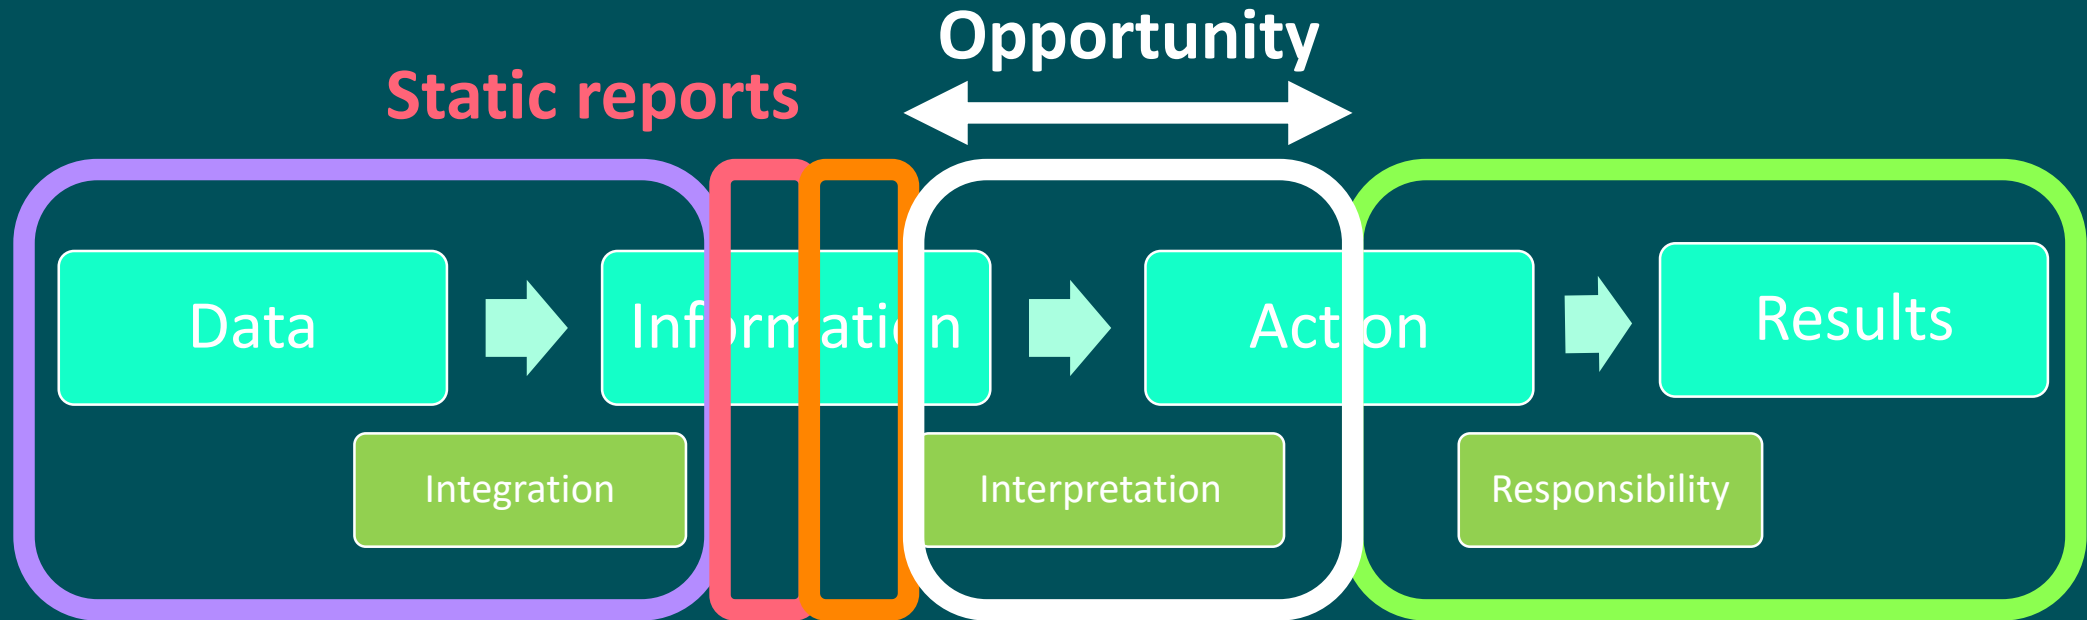 Opportunity
Static reports
Data
Information
Action
Results
Integration
Interpretation
Responsibility